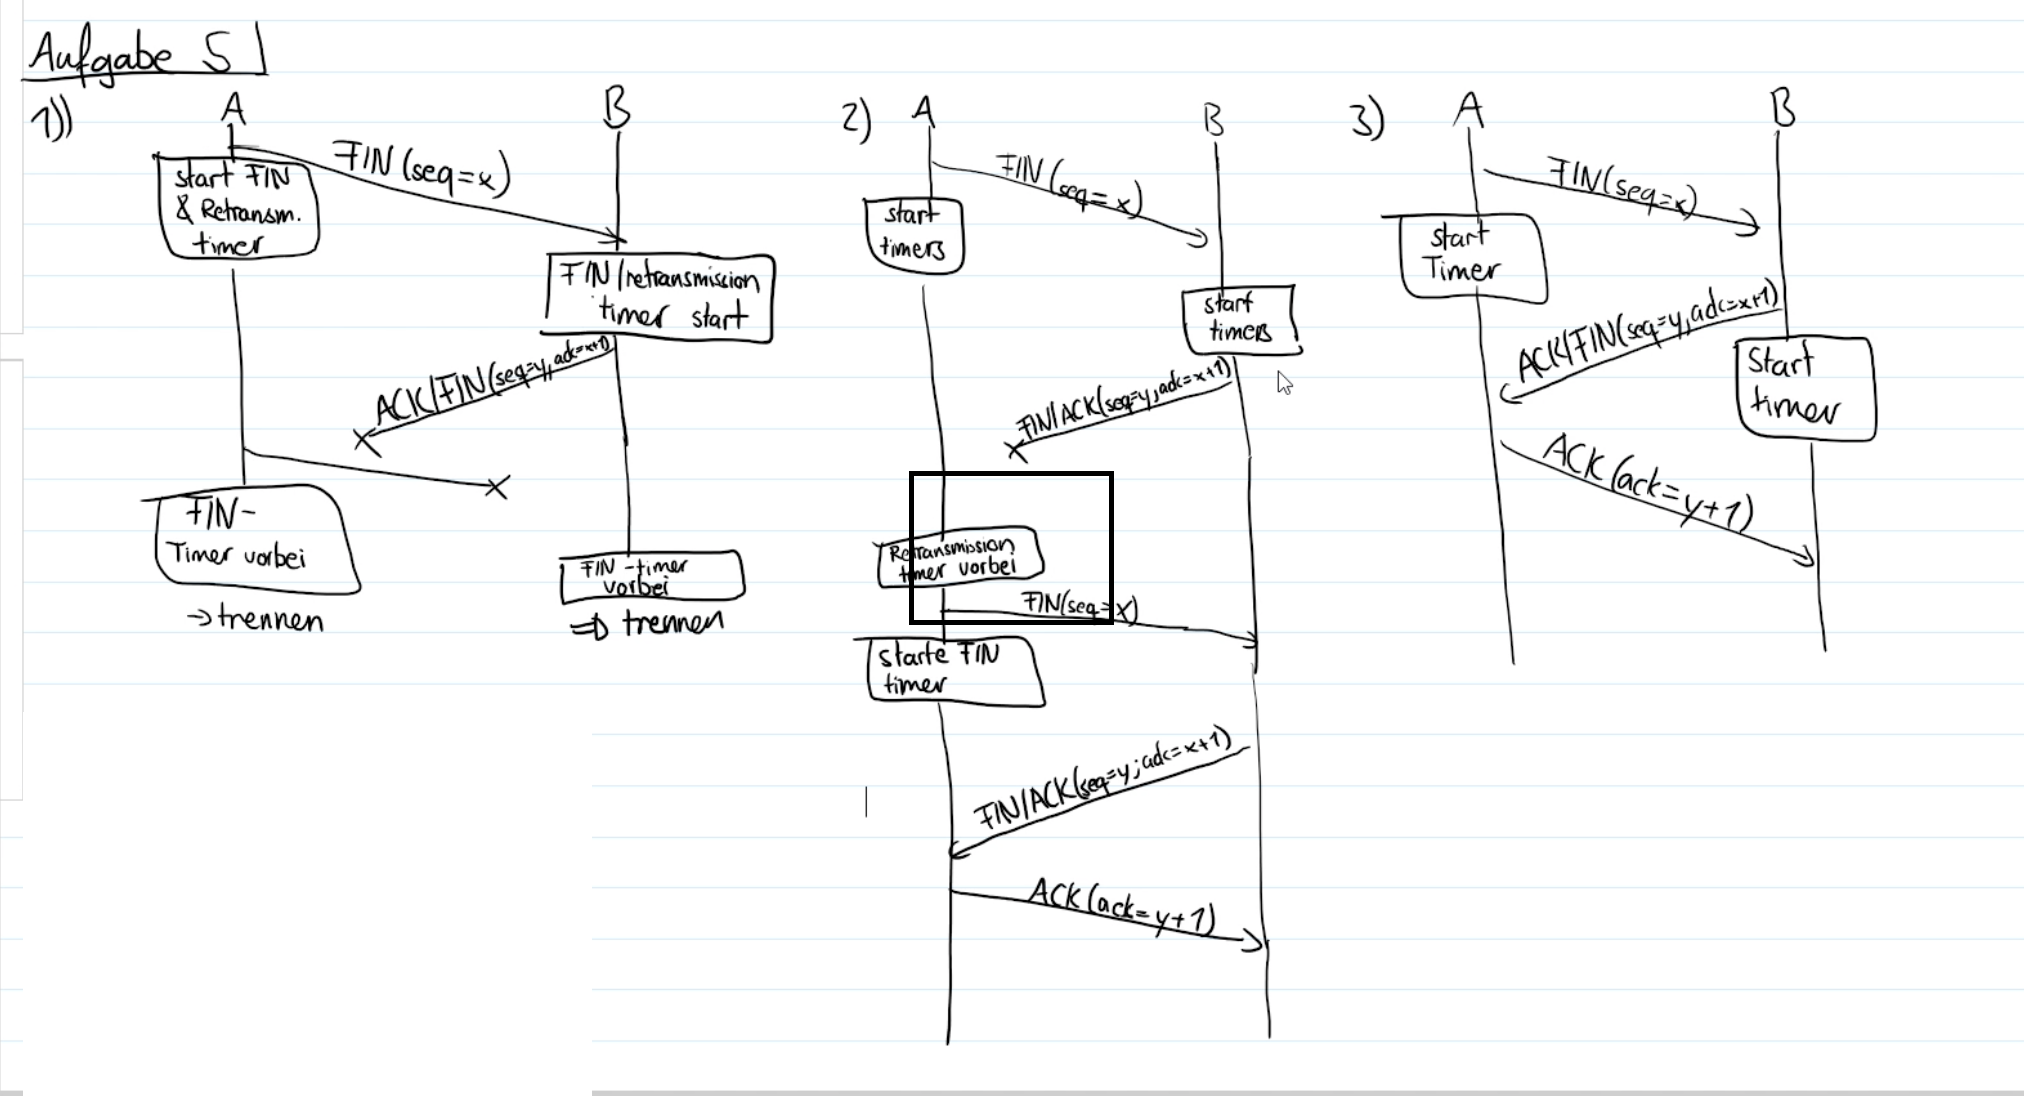 Aufgabe 5
1))
A
B
FIN (seq=x)
start FIN
& Retransm.
timer
FIN/retransmission
timer start
ACK/FIN(seq=y, ack=x+1)
FIN-
Timer vorbei
→ trennen
FIN-timer
vorbei
⇒ trennen
2)
A
B
FIN (seq=x)
start
timers
start
timers
FIN/ACK(seq=y, ack=x+1)
Retransmission
timer vorbei
FIN(seq=x)
starte FIN
timer
FIN/ACK(seq=y; ack=x+1)
ACK (ack=y+1)
3)
A
B
FIN(seq=x)
start
Timer
ACK/FIN(seq=y, ack=x+1)
Start
timer
ACK (ack=y+1)